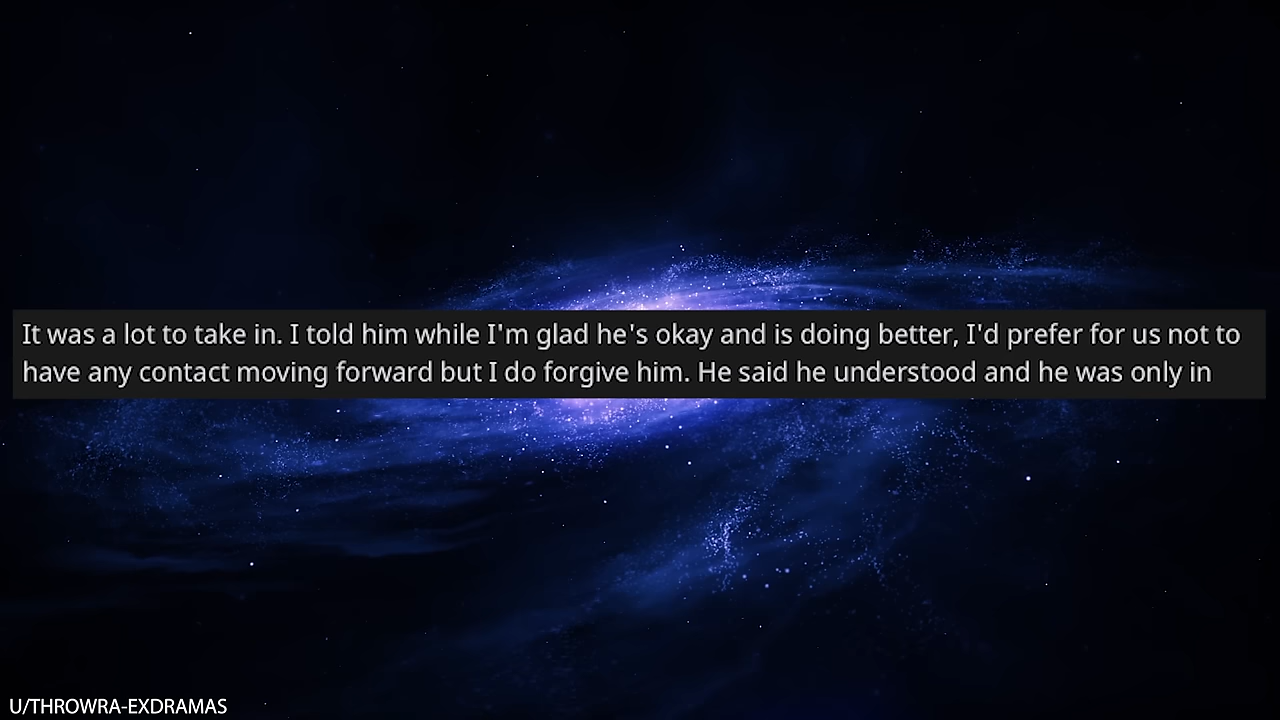 It was a lot to take in. I told him while I'm glad he's okay and is doing better, I'd prefer for us not to
have any contact moving forward but I do forgive him. He said he understood and he was only in
U/THROWRA-EXDRAMAS